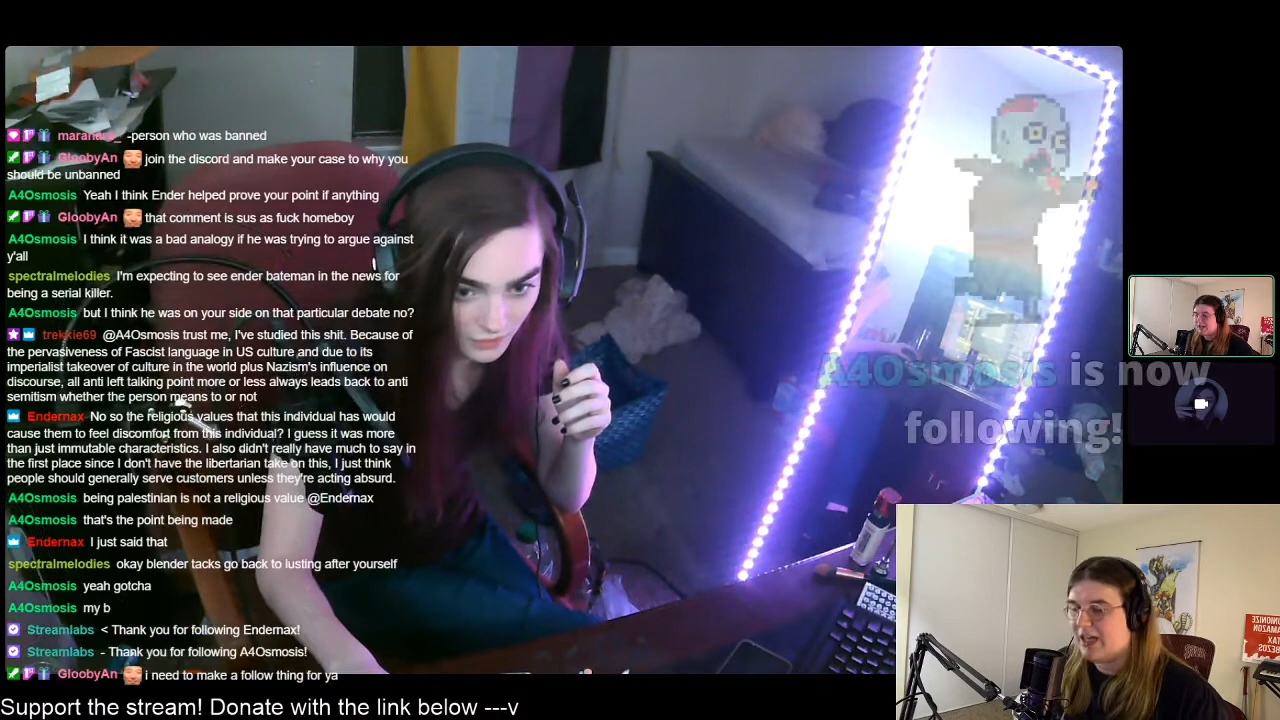 maranara_ -person who was banned
GloobyAn join the discord and make your case to why you
should be unbanned
A4Osmosis Yeah I think Ender helped prove your point if anything
GloobyAn that comment is sus as fuck homeboy
A4Osmosis I think it was a bad analogy if he was trying to argue against
y'all
spectralmelodies I'm expecting to see ender bateman in the news for
being a serial killer.
A4Osmosis but I think he was on your side on that particular debate no?
trekkie69 @A4Osmosis trust me, I've studied this shit. Because of
the pervasiveness of Fascist language in US culture and due to its
imperialist takeover of culture in the world plus Nazism's influence on
discourse, all anti left talking point more or less always leads back to anti
semitism whether the person means to or not
Endernax No so the religious values that this individual has would
cause them to feel discomfort from this individual? I guess it was more
than just immutable characteristics. I also didn't really have much to say in
the first place since I don't have the libertarian take on this, I just think
people should generally serve customers unless they're acting absurd.
A4Osmosis being palestinian is not a religious value @Endernax
A4Osmosis that's the point being made
Endernax I just said that
spectralmelodies okay blender tacks go back to lusting after yourself
A4Osmosis yeah gotcha
A4Osmosis my b
Streamlabs < Thank you for following Endernax!
Streamlabs - Thank you for following A4Osmosis!
GloobyAn i need to make a follow thing for ya
A4Osmosis is now
following!
UNIONIZE
AMAZON
TAX
BEZOS
Support the stream! Donate with the link below ---v